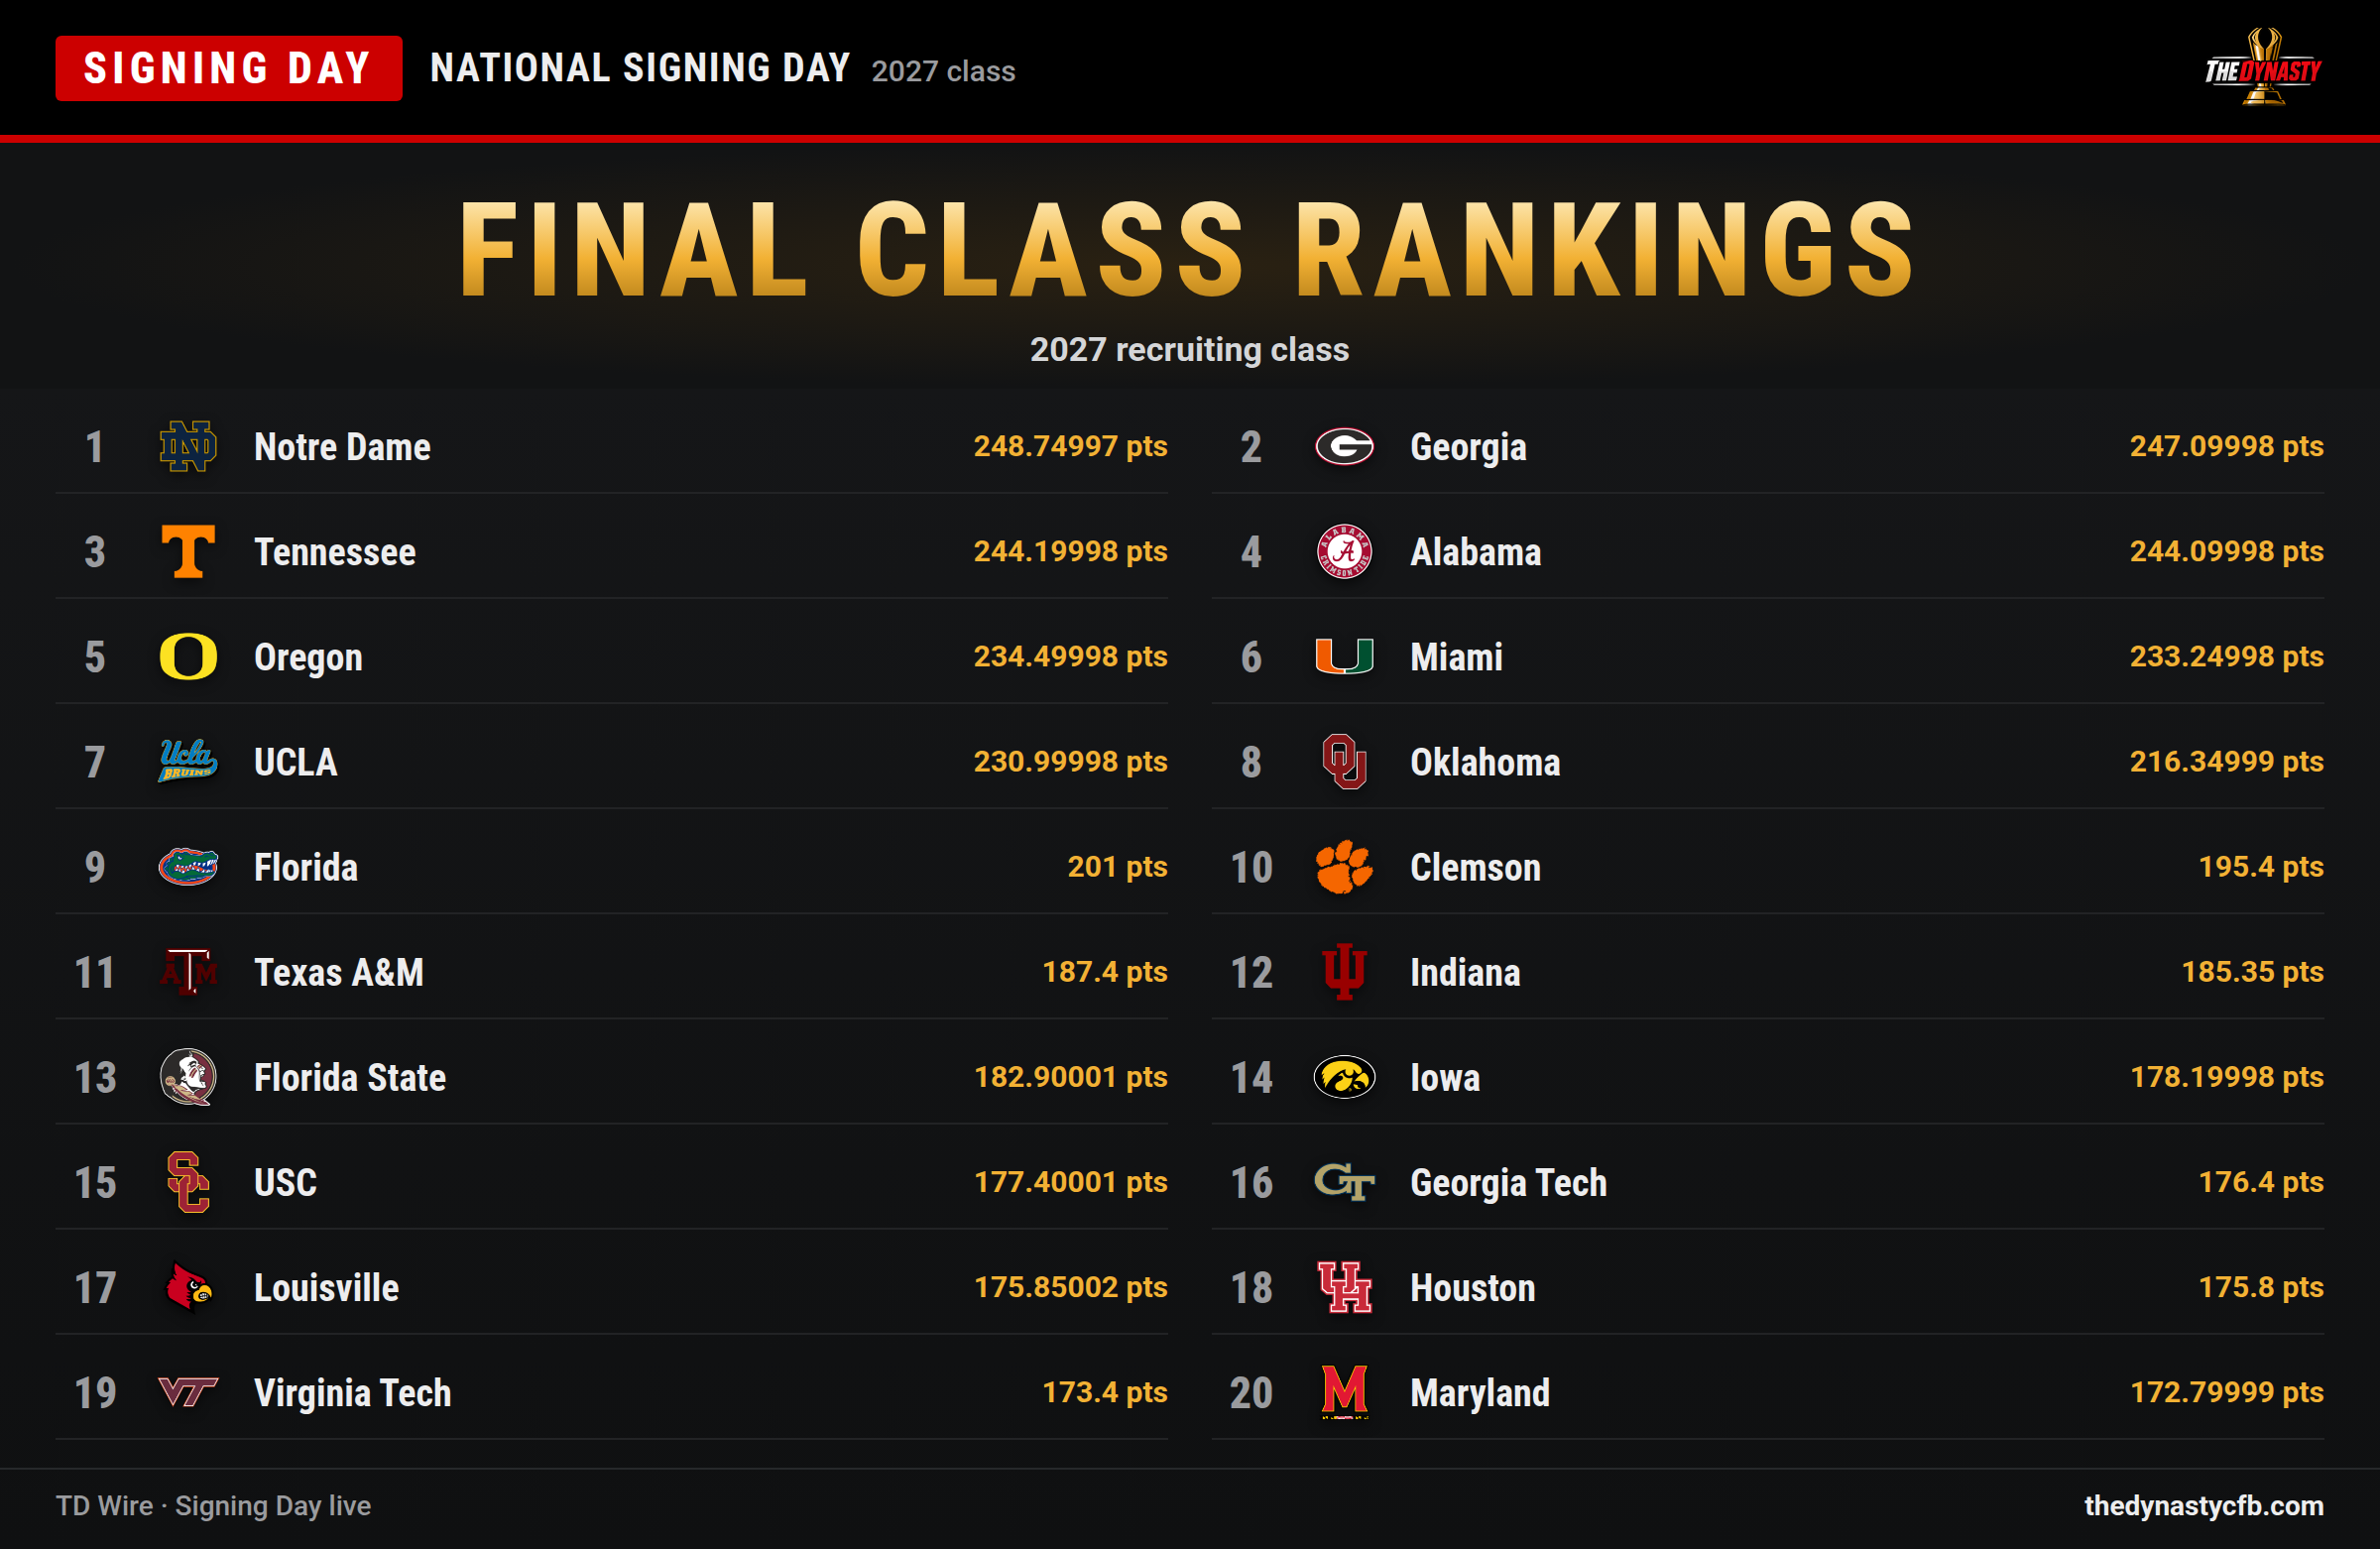 SIGNING DAY NATIONAL SIGNING DAY 2027 class
THE DYNASTY
FINAL CLASS RANKINGS
2027 recruiting class
1 Notre Dame 248.74997 pts
2 Georgia 247.09998 pts
3 Tennessee 244.19998 pts
4 Alabama 244.09998 pts
5 Oregon 234.49998 pts
6 Miami 233.24998 pts
7 UCLA 230.99998 pts
8 Oklahoma 216.34999 pts
9 Florida 201 pts
10 Clemson 195.4 pts
11 Texas A&M 187.4 pts
12 Indiana 185.35 pts
13 Florida State 182.90001 pts
14 Iowa 178.19998 pts
15 USC 177.40001 pts
16 Georgia Tech 176.4 pts
17 Louisville 175.85002 pts
18 Houston 175.8 pts
19 Virginia Tech 173.4 pts
20 Maryland 172.79999 pts
TD Wire · Signing Day live
thedynastycfb.com